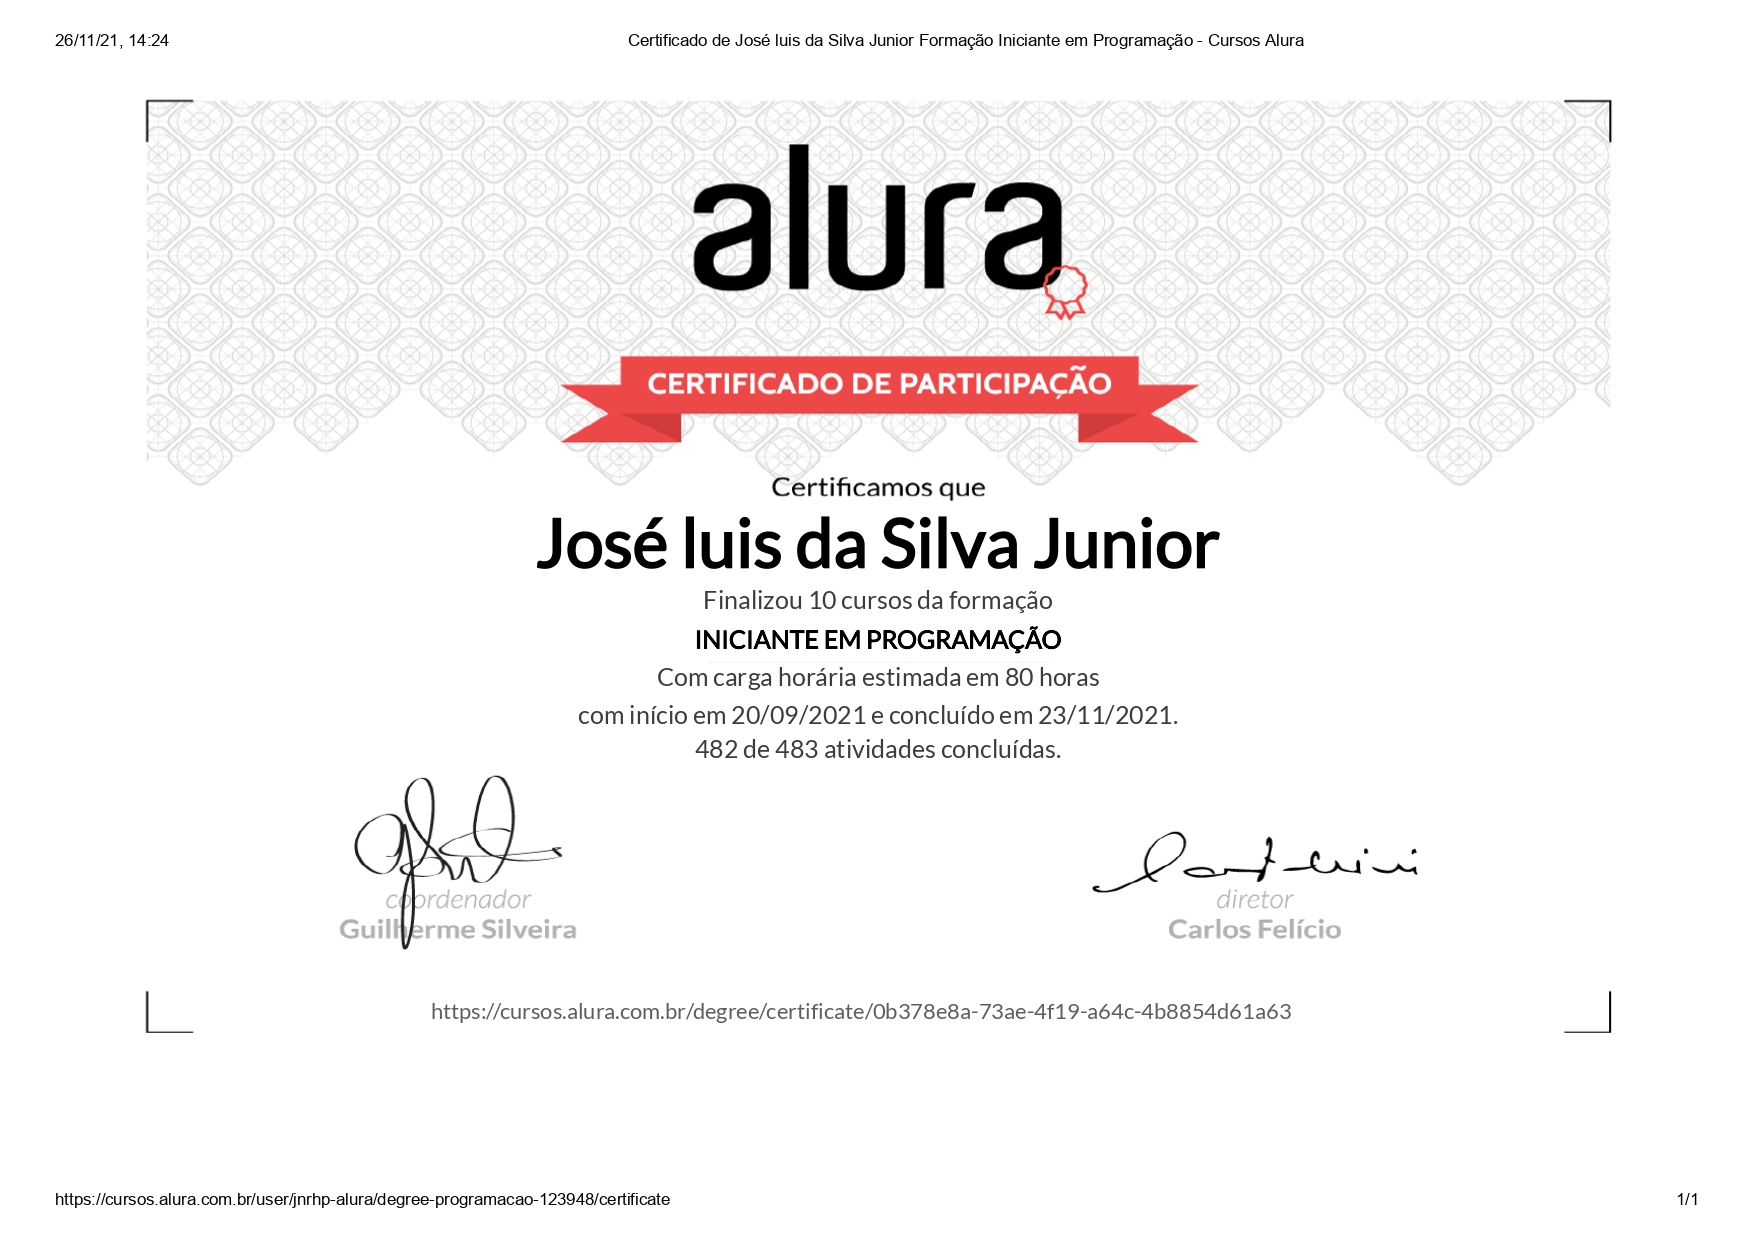 26/11/21, 14:24
Certificado de José luis da Silva Junior Formação Iniciante em Programação - Cursos Alura
alura
CERTIFICADO DE PARTICIPAÇÃO
Certificamos que
José luis da Silva Junior
Finalizou 10 cursos da formação
INICIANTE EM PROGRAMAÇÃO
Com carga horária estimada em 80 horas
com início em 20/09/2021 e concluído em 23/11/2021.
482 de 483 atividades concluídas.
coordenador
Guilherme Silveira
diretor
Carlos Felício
https://cursos.alura.com.br/degree/certificate/0b378e8a-73ae-4f19-a64c-4b8854d61a63
https://cursos.alura.com.br/user/jnrhp-alura/degree-programacao-123948/certificate
1/1